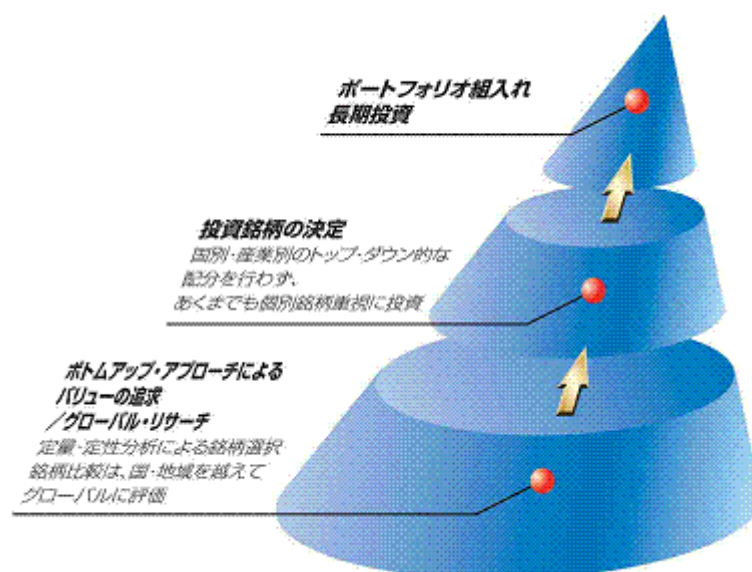 ポートフォリオ組入れ
長期投資
投資銘柄の決定
国別・産業別のトップ・ダウン的な
配分を行わず、
あくまでも個別銘柄重視に投資
ボトムアップ・アプローチによる
バリューの追求
／グローバル・リサーチ
定量・定性分析による銘柄選択
銘柄比較は、国・地域を越えて
グローバルに評価